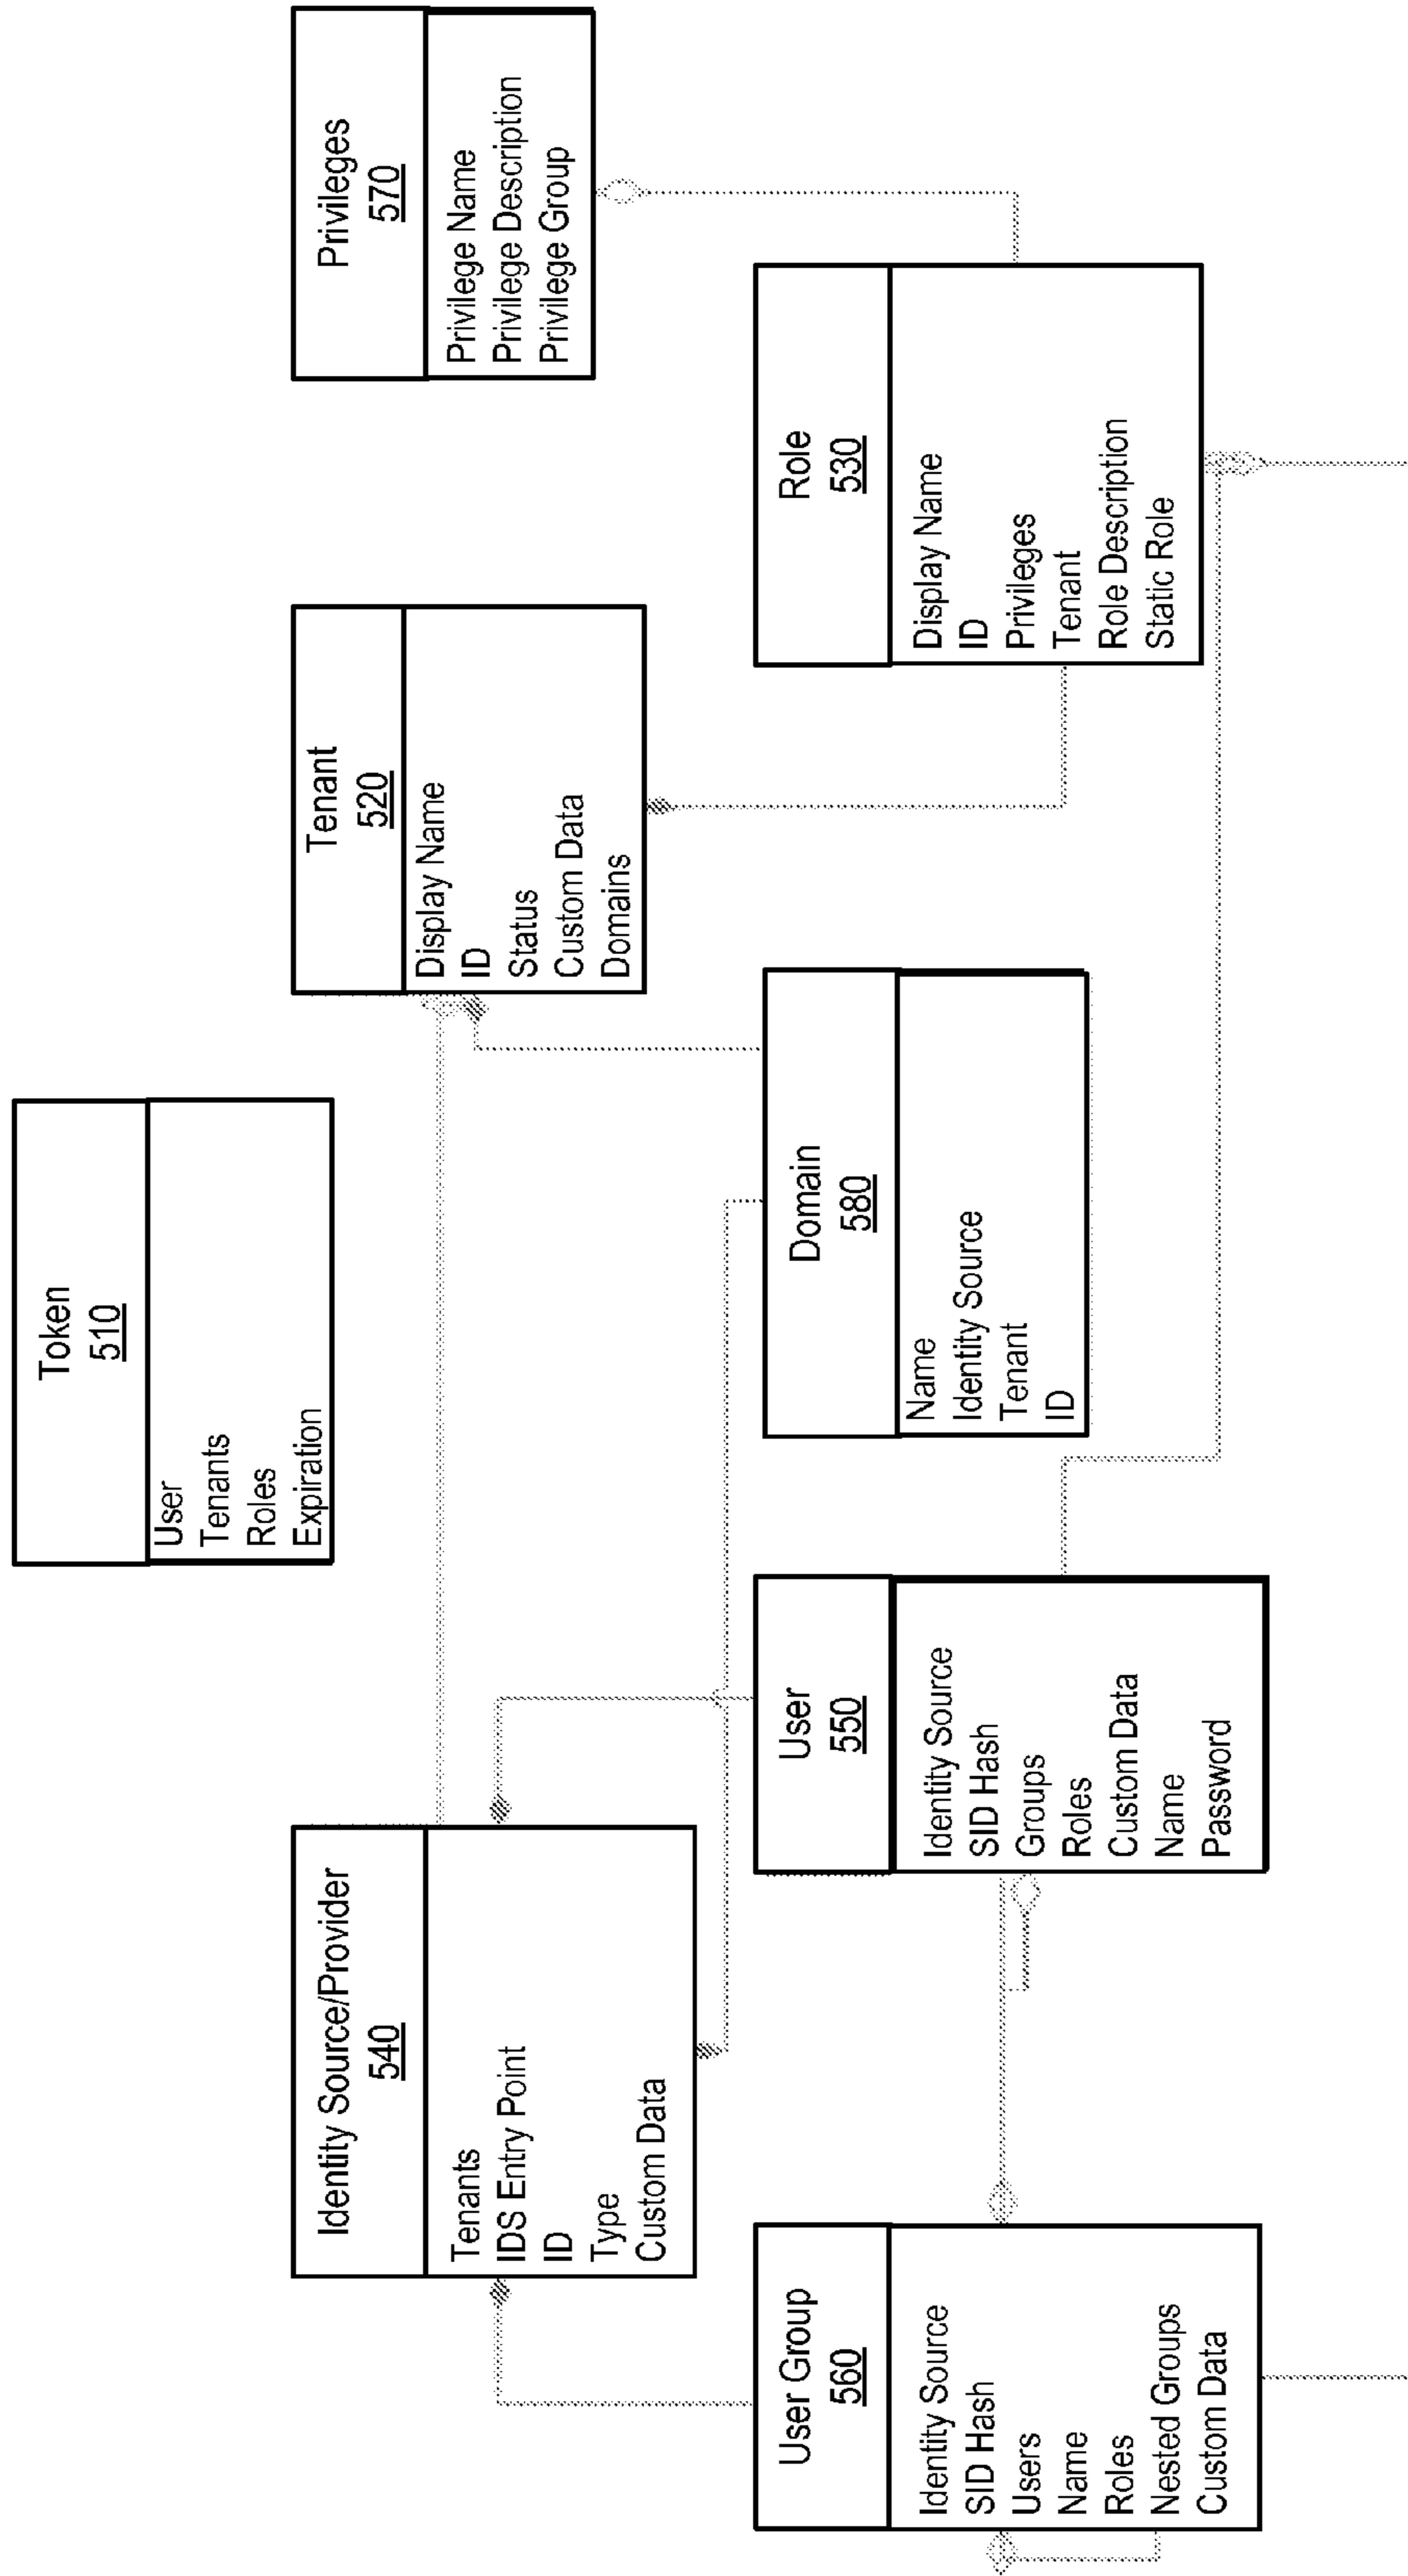 Token
510
User
Tenants
Roles
Expiration
Identity Source/Provider
540
Tenants
IDS Entry Point
ID
Type
Custom Data
Tenant
520
Display Name
ID
Status
Custom Data
Domains
Privileges
570
Privilege Name
Privilege Description
Privilege Group
User Group
560
Identity Source
SID Hash
Users
Name
Roles
Nested Groups
Custom Data
User
550
Identity Source
SID Hash
Groups
Roles
Custom Data
Name
Password
Domain
580
Name
Identity Source
Tenant
ID
Role
530
Display Name
ID
Privileges
Tenant
Role Description
Static Role